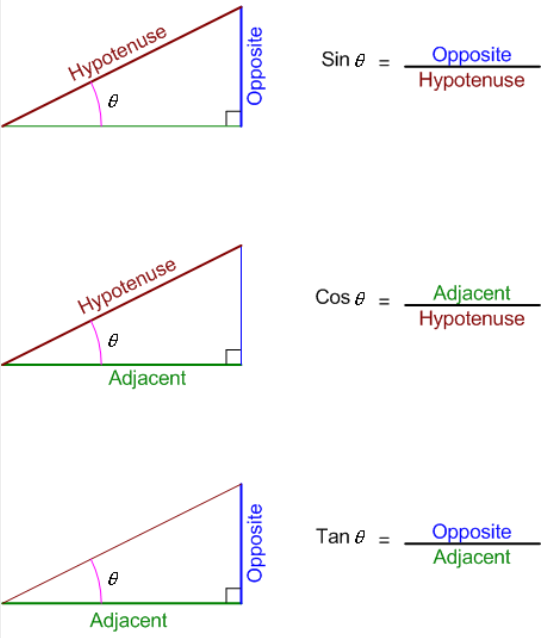 Hypotenuse
Opposite
θ
Sin θ = Opposite
Hypotenuse
Hypotenuse
θ
Adjacent
Cos θ = Adjacent
Hypotenuse
Opposite
θ
Adjacent
Tan θ = Opposite
Adjacent